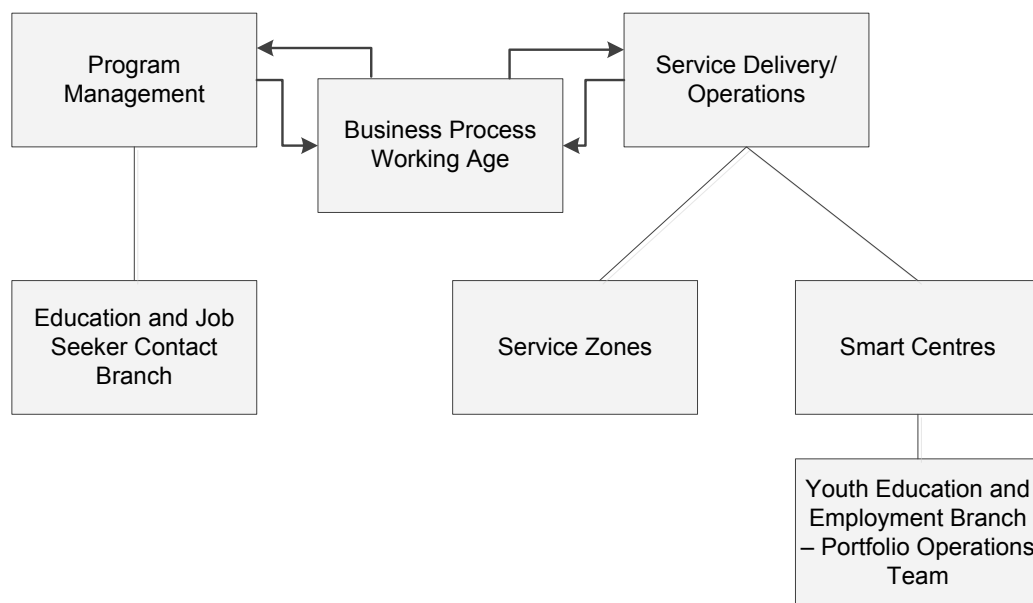 Program
Management
Business Process
Working Age
Service Delivery/
Operations
Education and Job
Seeker Contact
Branch
Service Zones
Smart Centres
Youth Education and
Employment Branch
– Portfolio Operations
Team